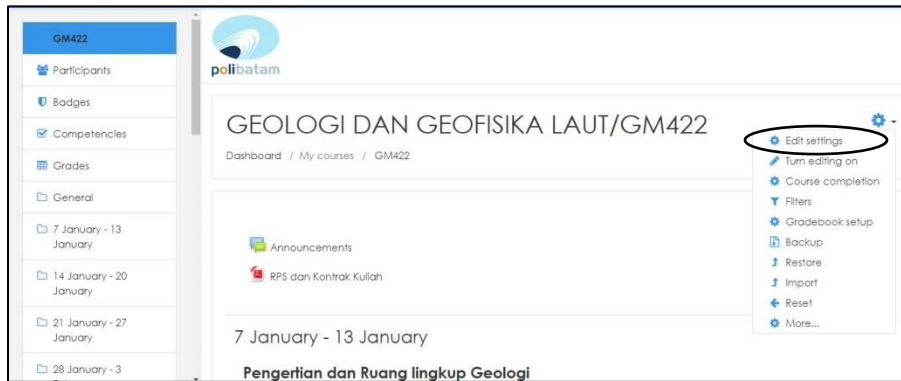 GM422
Participants
Badges
Competencies
Grades
General
7 January - 13
January
14 January - 20
January
21 January - 27
January
28 January - 3
polibatam
GEOLOGI DAN GEOFISIKA LAUT/GM422
Dashboard / My courses / GM422
Edit settings
Turn editing on
Course completion
Filters
Gradebook setup
Backup
Restore
Import
Reset
More...
Announcements
RPS dan Kontrak Kuliah
7 January - 13 January
Pengertian dan Ruang lingkup Geologi